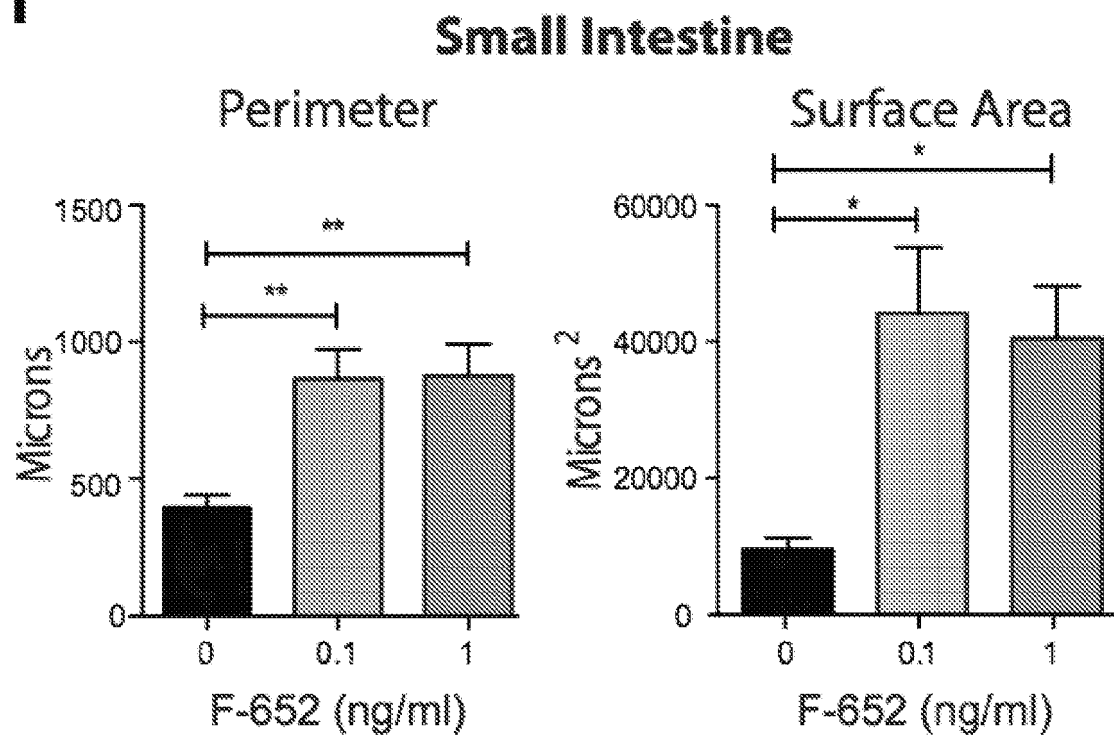 Small Intestine
Perimeter
Surface Area
*
**
*
**
1500
1000
500
0
Microns
0 0.1 1
F-652 (ng/ml)
60000
40000
20000
0
Microns 2
0 0.1 1
F-652 (ng/ml)